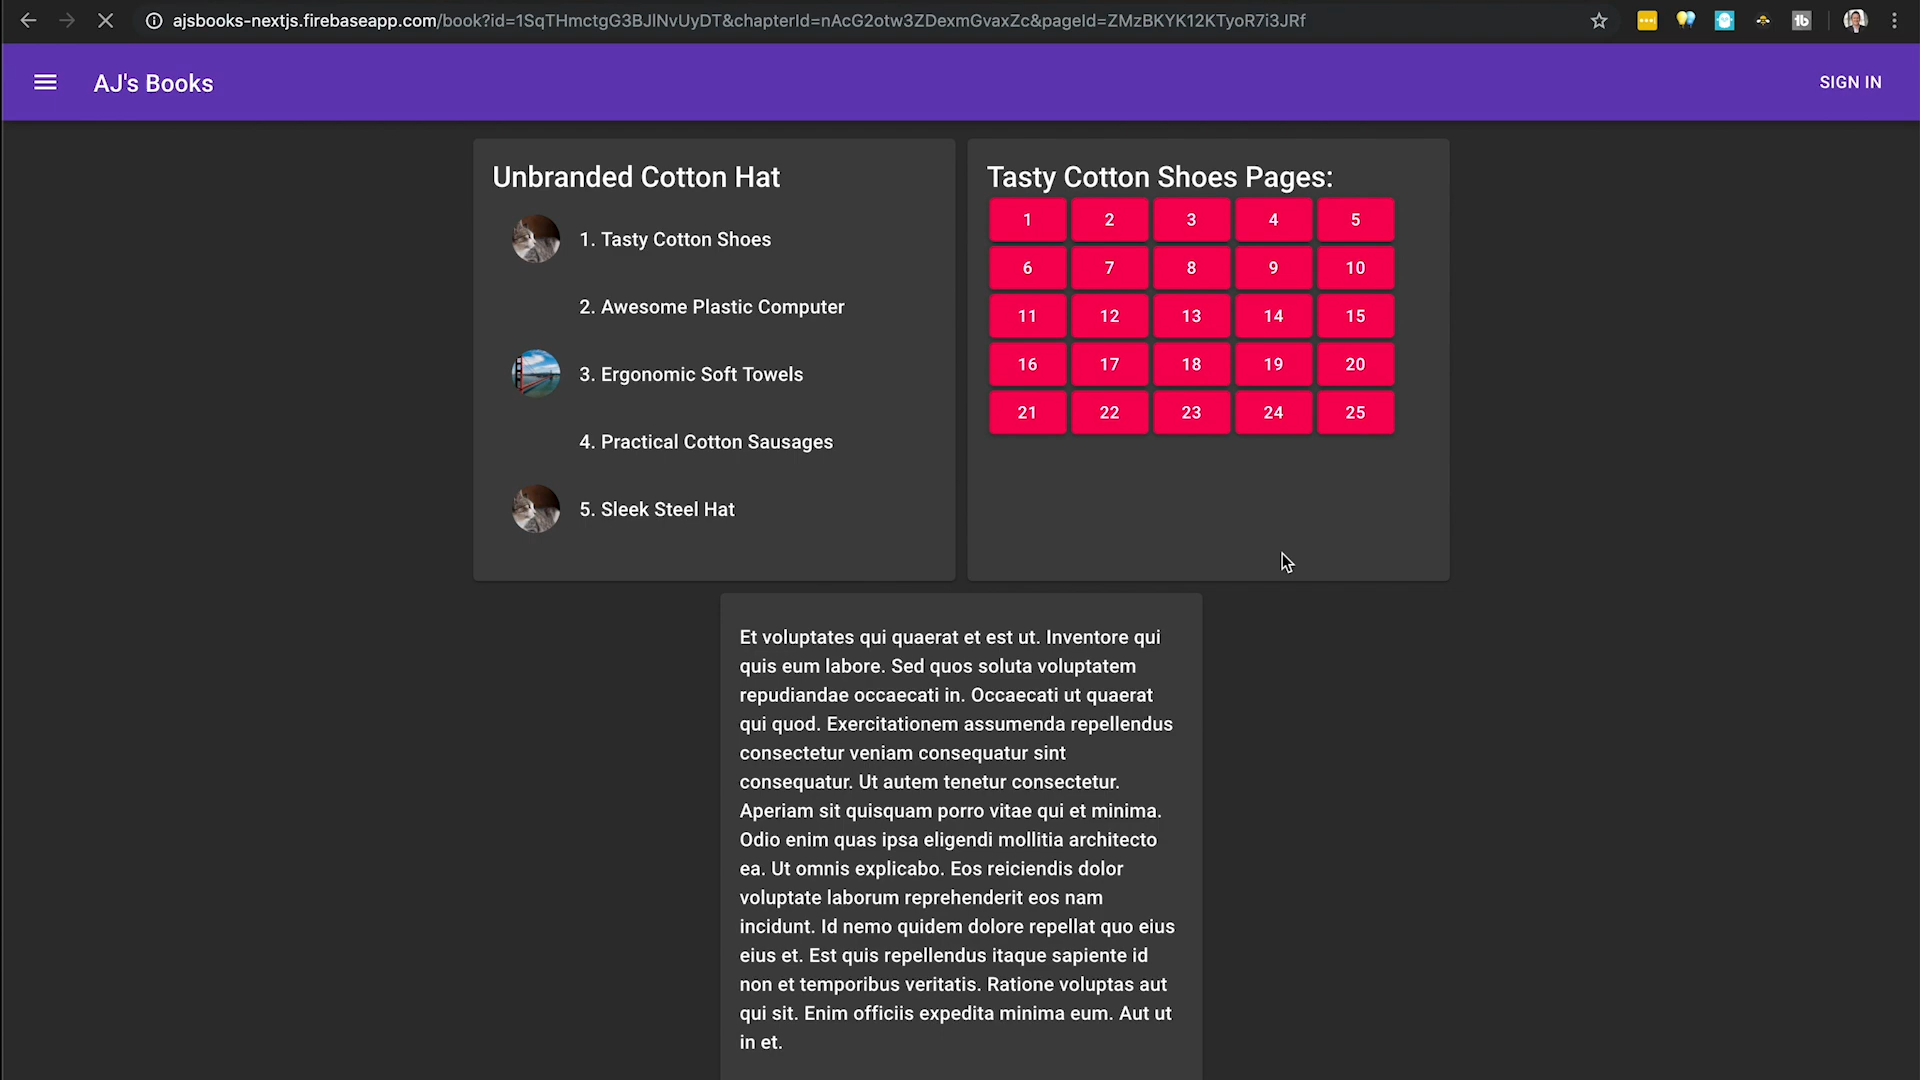 ajsbooks-nextjs.firebaseapp.com/book?id=1SqTHmctgG3BJlNvUyDT&chapterId=nAcG2otw3ZDexmGvaxZc&pageId=ZMzBKYK12KTyoR7i3JRf
AJ's Books
SIGN IN
Unbranded Cotton Hat
1. Tasty Cotton Shoes
2. Awesome Plastic Computer
3. Ergonomic Soft Towels
4. Practical Cotton Sausages
5. Sleek Steel Hat
Tasty Cotton Shoes Pages:
1 2 3 4 5
6 7 8 9 10
11 12 13 14 15
16 17 18 19 20
21 22 23 24 25
Et voluptates qui quaerat et est ut. Inventore qui
quis eum labore. Sed quos soluta voluptatem
repudiandae occaecati in. Occaecati ut quaerat
qui quod. Exercitationem assumenda repellendus
consectetur veniam consequatur sint
consequatur. Ut autem tenetur consectetur.
Aperiam sit quisquam porro vitae qui et minima.
Odio enim quas ipsa eligendi mollitia architecto
ea. Ut omnis explicabo. Eos reiciendis dolor
voluptate laborum reprehenderit eos nam
incidunt. Id nemo quidem dolore repellat quo eius
eius et. Est quis repellendus itaque sapiente id
non et temporibus veritatis. Ratione voluptas aut
qui sit. Enim officiis expedita minima eum. Aut ut
in et.